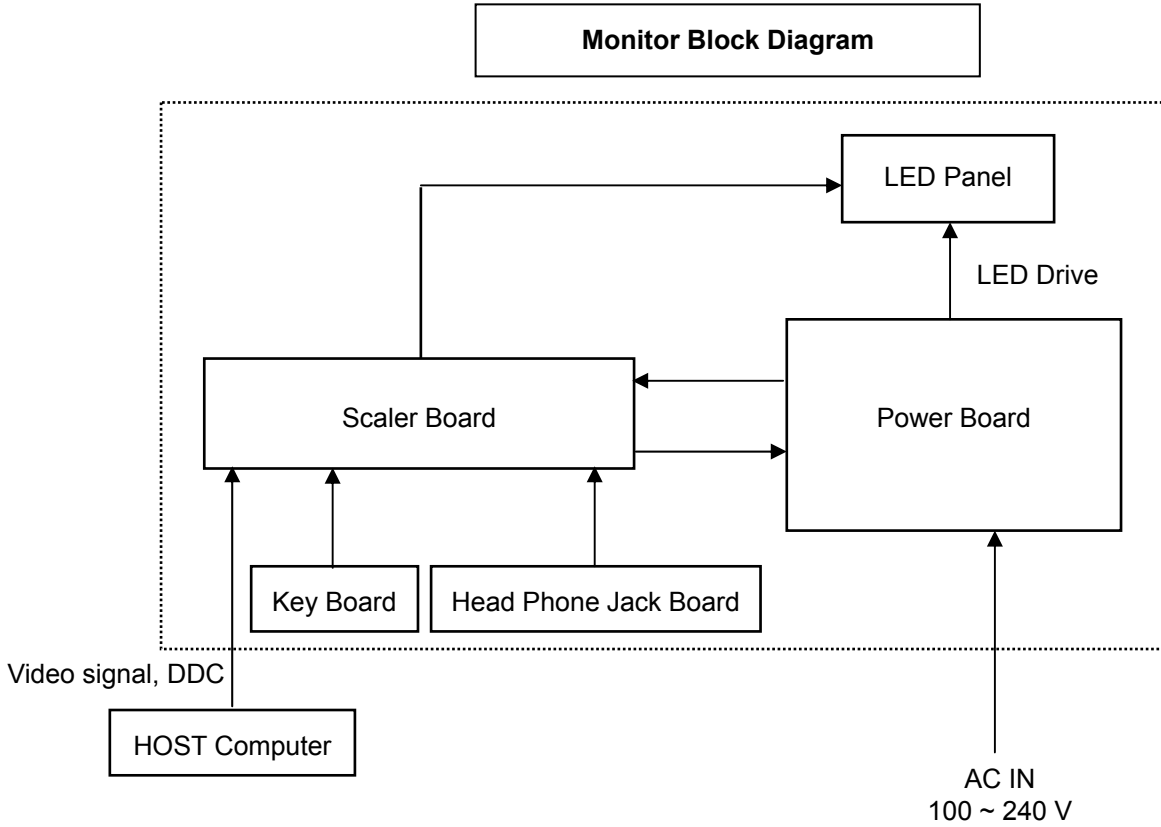 Monitor Block Diagram
LED Panel
LED Drive
Scaler Board
Power Board
Key Board
Head Phone Jack Board
Video signal, DDC
HOST Computer
AC IN
100 ~ 240 V